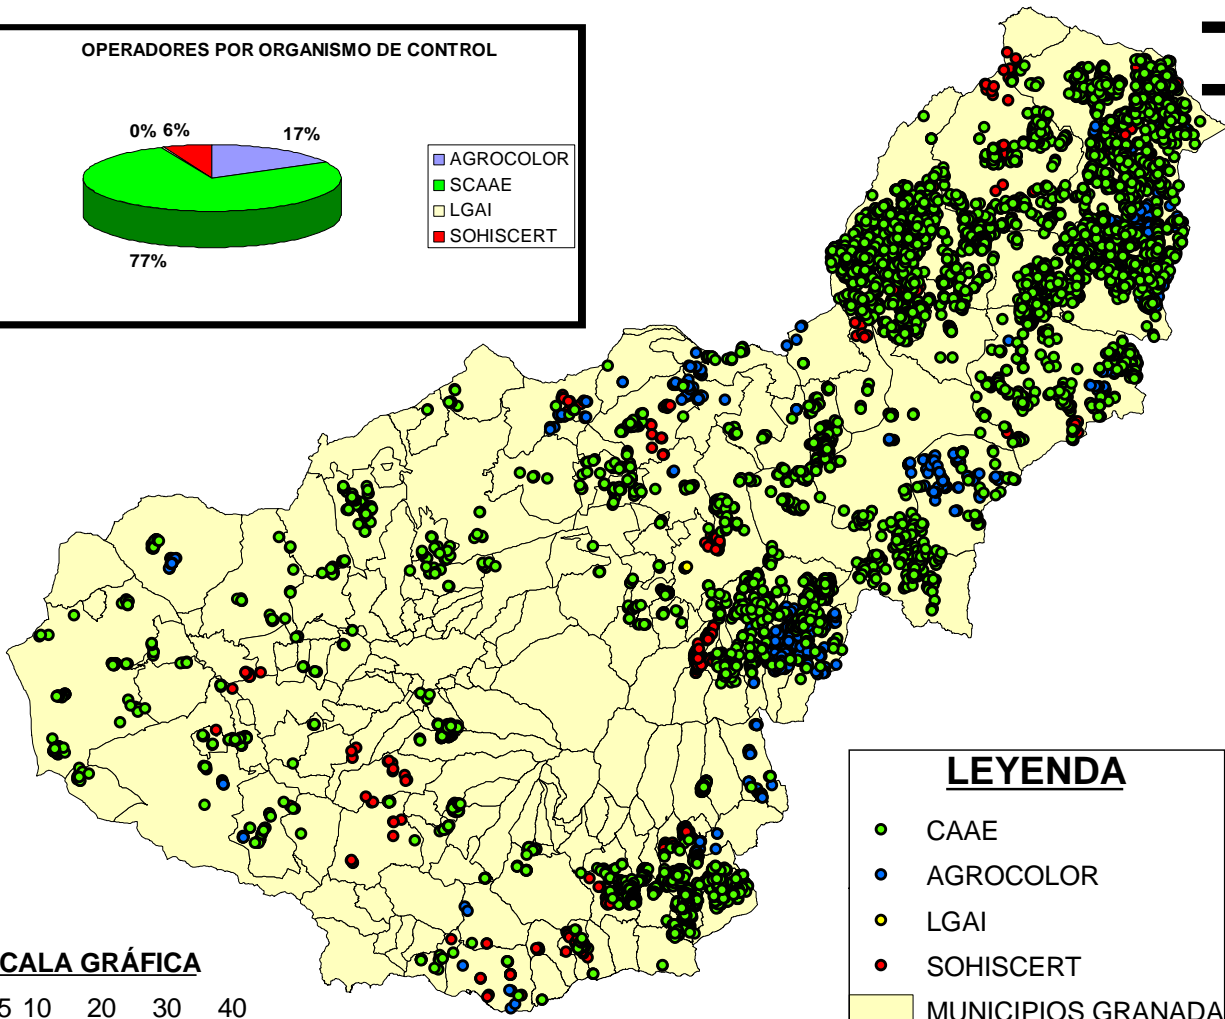 OPERADORES POR ORGANISMO DE CONTROL
0% 6% 17%
77%
AGROCOLOR
SCAAE
LGAI
SOHISCERT
LEYENDA
CAAE
AGROCOLOR
LGAI
SOHISCERT
MUNICIPIOS GRANADA
CALA GRÁFICA
5 10 20 30 40